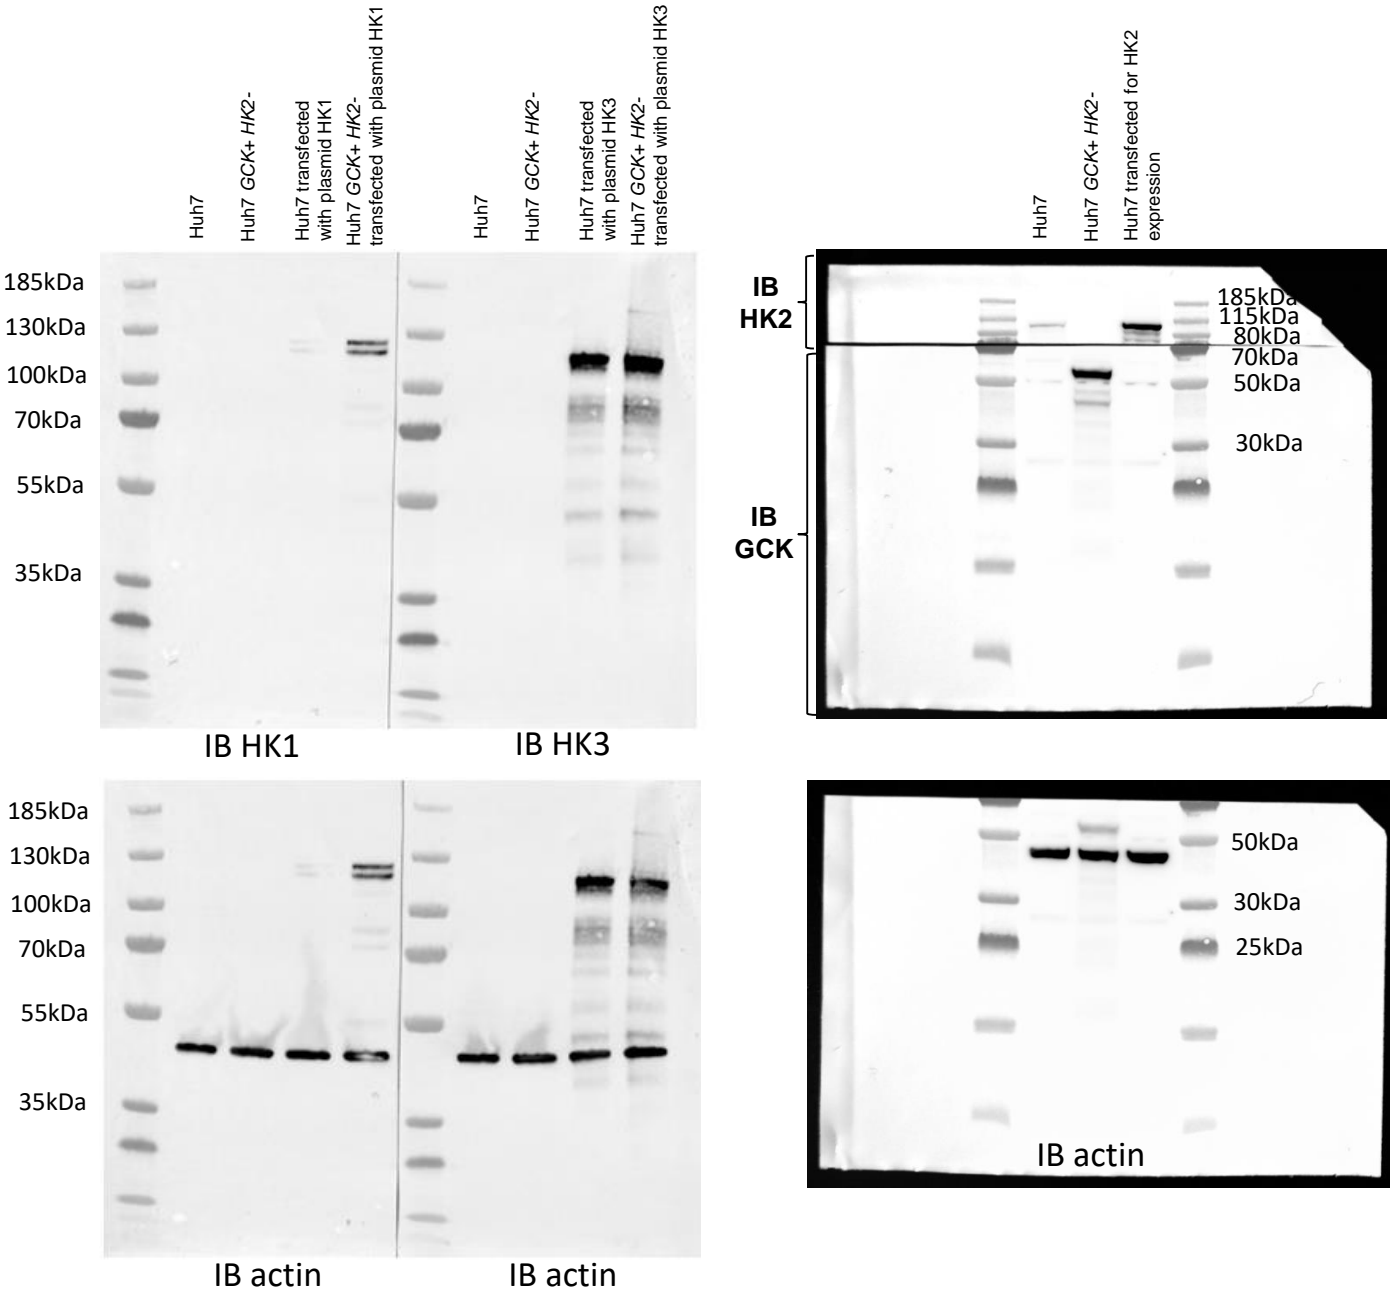 Huh7
Huh7 GCK+ HK2-
Huh7 transfected
with plasmid HK1
Huh7 GCK+ HK2-
transfected with plasmid HK1
Huh7
Huh7 GCK+ HK2-
Huh7 transfected
with plasmid HK3
Huh7 GCK+ HK2-
transfected with plasmid HK3
185kDa
130kDa
100kDa
70kDa
55kDa
35kDa
IB HK1
IB HK3
185kDa
130kDa
100kDa
70kDa
55kDa
35kDa
IB actin
IB actin
Huh7
Huh7 GCK+ HK2-
Huh7 transfected for HK2
expression
IB
HK2
IB
GCK
185kDa
115kDa
80kDa
70kDa
50kDa
30kDa
50kDa
30kDa
25kDa
IB actin